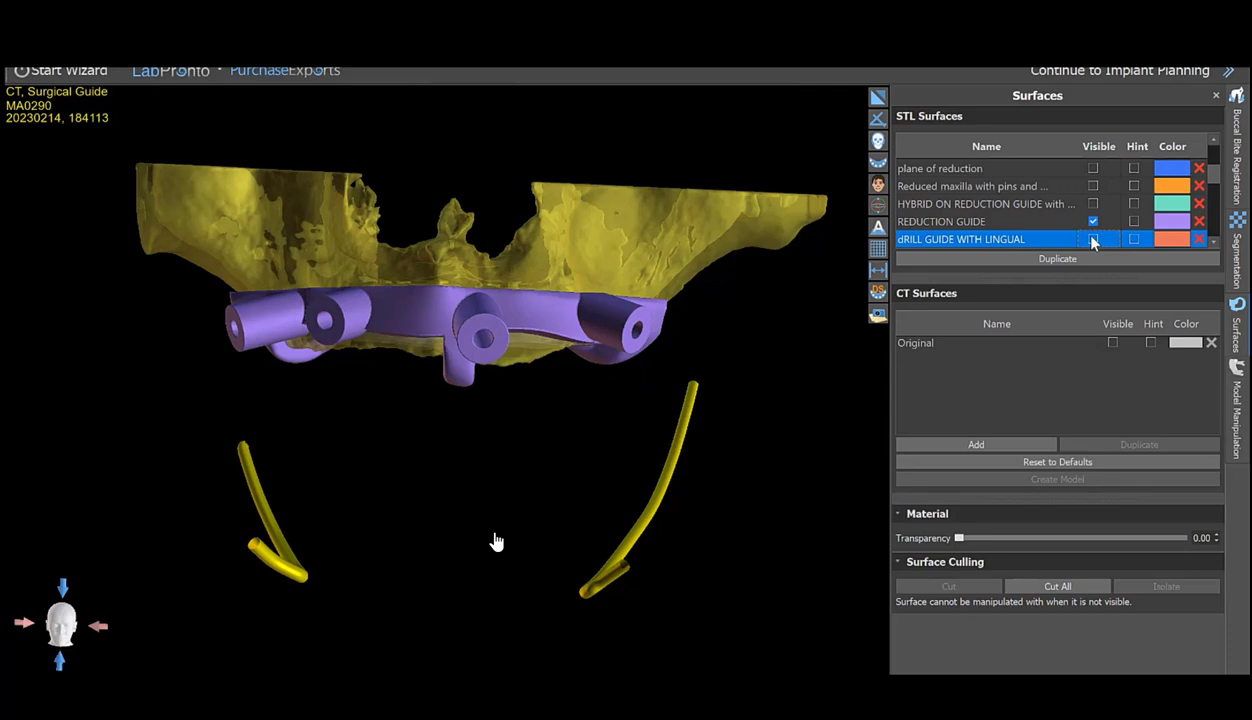 Start Wizard
LabPronto
PurchaseExports
Continue to Implant Planning
CT, Surgical Guide
MA0290
20230214, 184113
Surfaces
STL Surfaces
Name Visible Hint Color
plane of reduction
Reduced maxilla with pins and ...
HYBRID ON REDUCTION GUIDE with ...
REDUCTION GUIDE
dRILL GUIDE WITH LINGUAL
Duplicate
CT Surfaces
Name Visible Hint Color
Original
Add Duplicate
Reset to Defaults
Create Model
Material
Transparency 0.00
Surface Culling
Cut Cut All Isolate
Surface cannot be manipulated with when it is not visible.
Buccal Bite Registration
Segmentation
Surfaces
Model Manipulation
A
DS